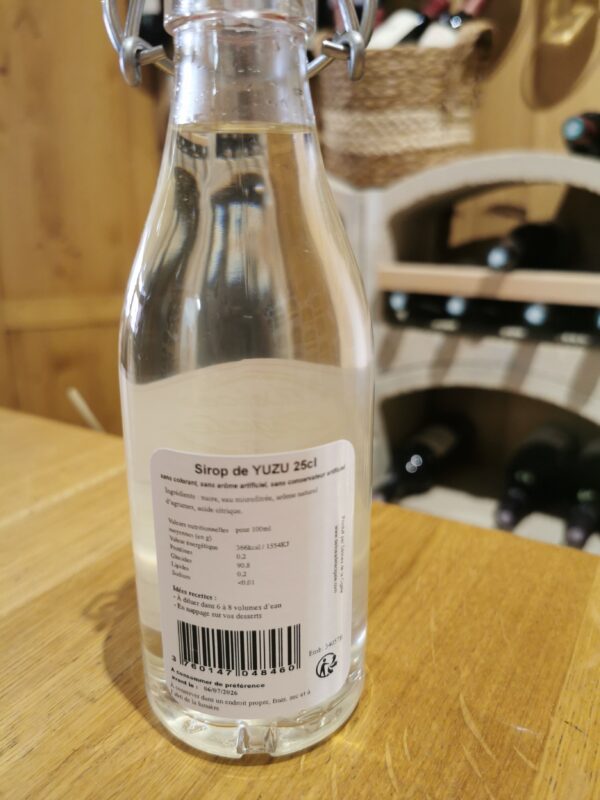 Sirop de YUZU 25cl
sans colorant, sans arôme artificiel, sans conservateur artificiel
Ingrédients : sucre, eau microfiltrée, arôme naturel
d'agrumes, acide citrique.
Valeurs nutritionnelles pour 100ml
moyennes (en g)
Valeur énergétique 366kcal / 1554KJ
Protéines 0,2
Glucides 90.8
Lipides 0,2
Sodium <0.01
Idées recettes :
- A diluer dans 6 à 8 volumes d'eau
- En nappage sur vos desserts
3 760147 048460
A consommer de préférence
avant le : 06/07/2026
A conserver dans un endroit propre, frais, sec et à
l'abri de la lumière